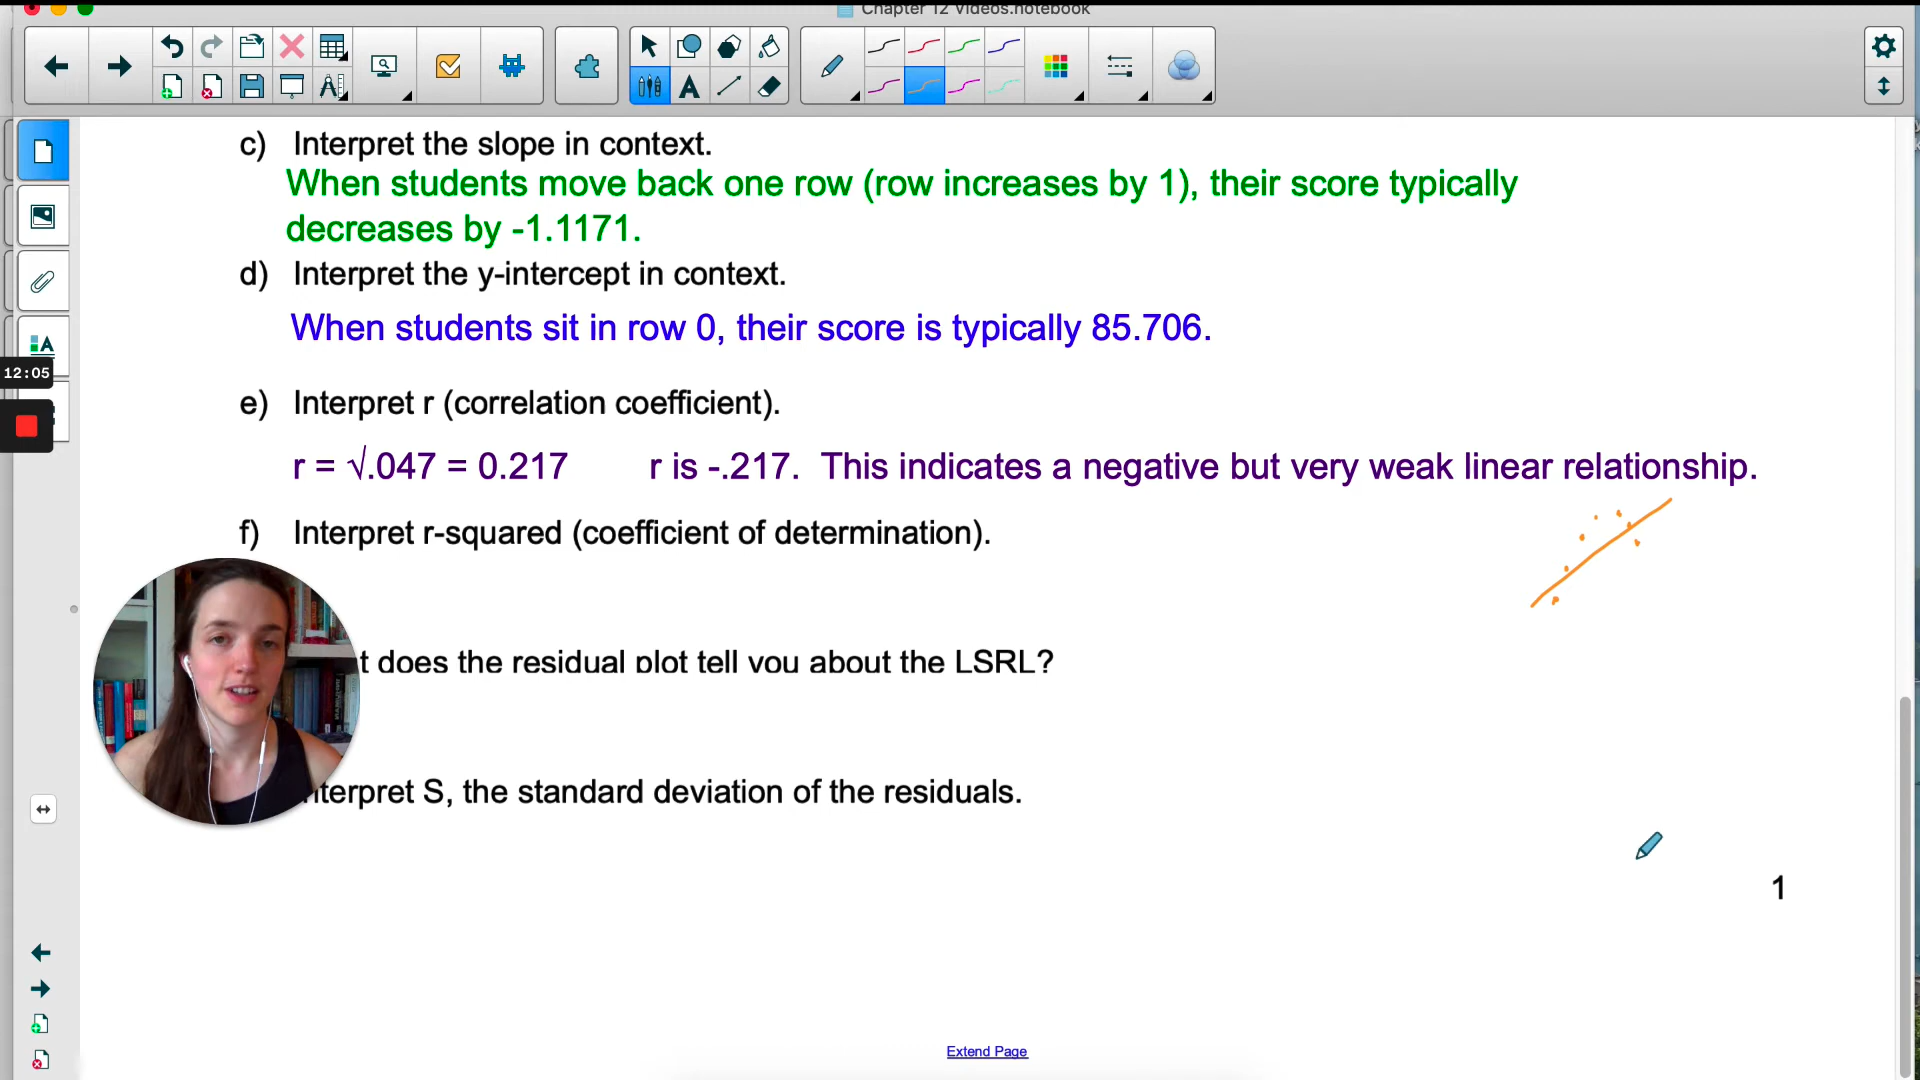 Chapter 12 Videos.notebook
c) Interpret the slope in context.
When students move back one row (row increases by 1), their score typically
decreases by -1.1171.
d) Interpret the y-intercept in context.
When students sit in row 0, their score is typically 85.706.
12:05
e) Interpret r (correlation coefficient).
r = √.047 = 0.217 r is -.217. This indicates a negative but very weak linear relationship.
f) Interpret r-squared (coefficient of determination).
t does the residual plot tell you about the LSRL?
nterpret S, the standard deviation of the residuals.
1
Extend Page